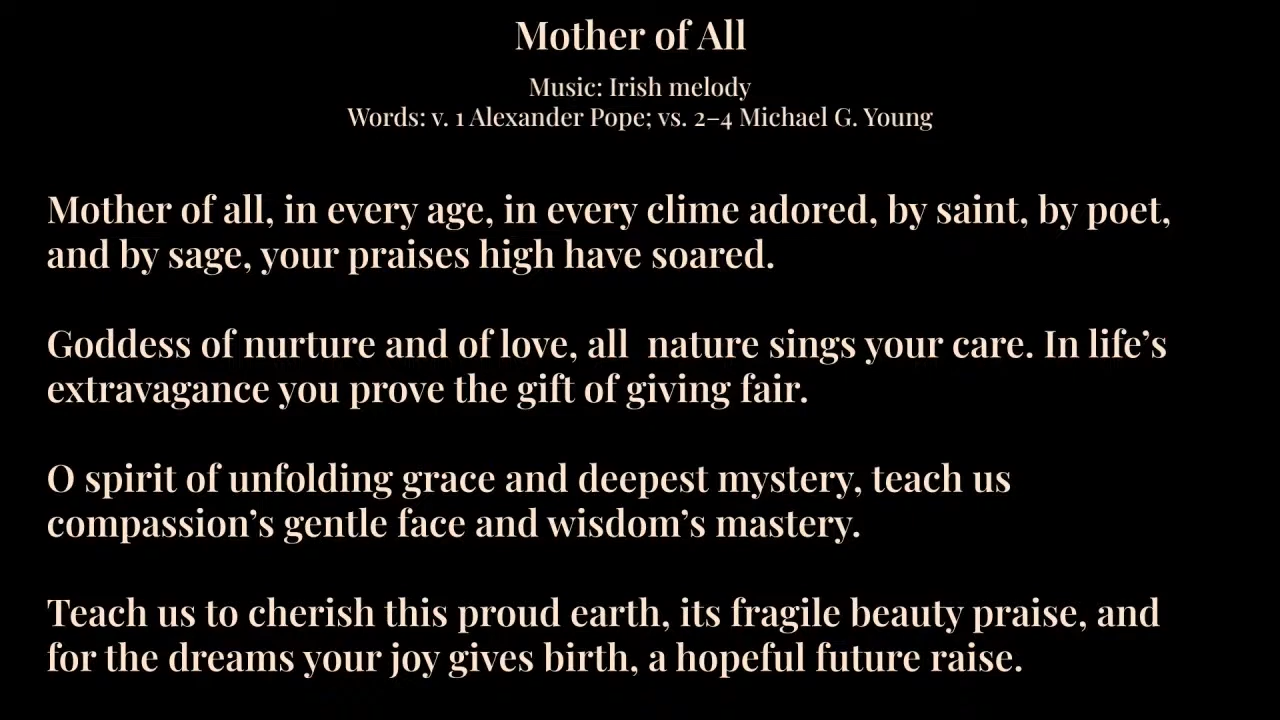 Mother of All
Music: Irish melody
Words: v. 1 Alexander Pope; vs. 2–4 Michael G. Young
Mother of all, in every age, in every clime adored, by saint, by poet,
and by sage, your praises high have soared.
Goddess of nurture and of love, all  nature sings your care. In life’s
extravagance you prove the gift of giving fair.
O spirit of unfolding grace and deepest mystery, teach us
compassion’s gentle face and wisdom’s mastery.
Teach us to cherish this proud earth, its fragile beauty praise, and
for the dreams your joy gives birth, a hopeful future raise.